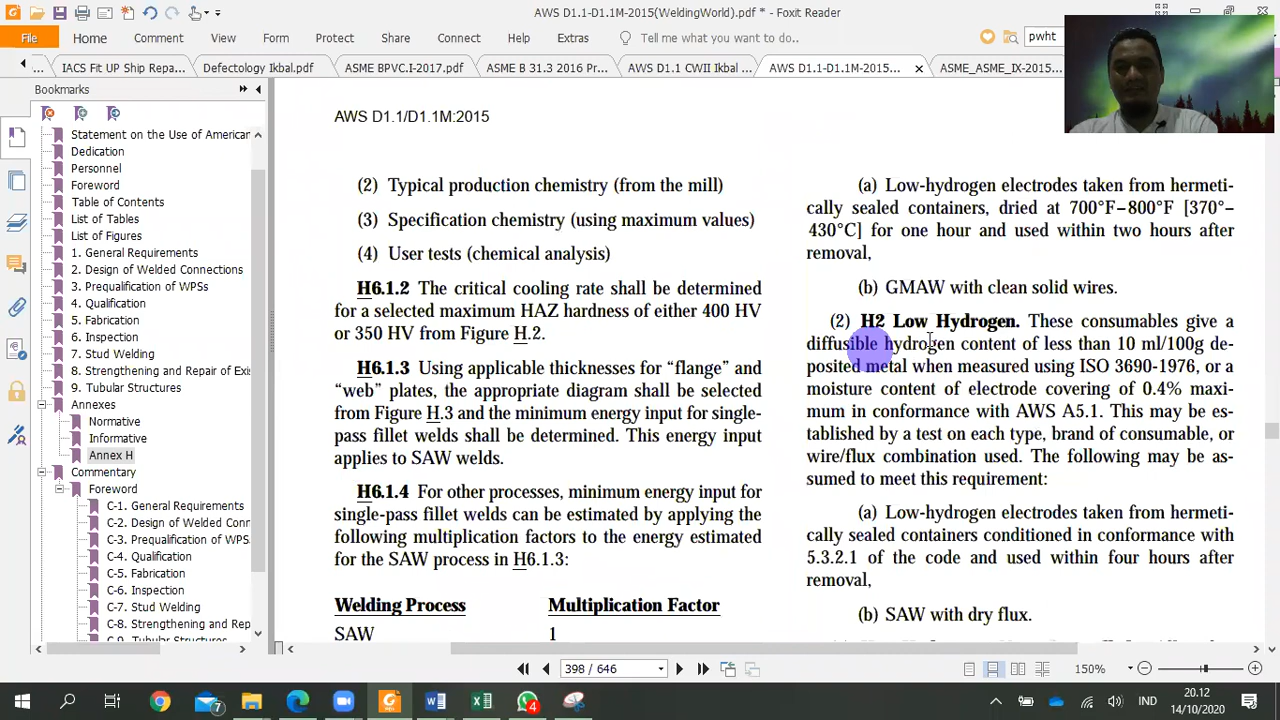 AWS D1.1-D1.1M-2015(WeldingWorld).pdf * - Foxit Reader
File
Home
Comment
View
Form
Protect
Share
Connect
Help
Extras
Tell me what you want to do..
pwht
IACS Fit UP Ship Repa...
Defectology Ikbal.pdf
ASME BPVC.I-2017.pdf
ASME B 31.3 2016 Pr...
AWS D1.1 CWII Ikbal ...
AWS D1.1-D1.1M-2015...
ASME_ASME_IX-2015...
Bookmarks
Statement on the Use of American
Dedication
Personnel
Foreword
Table of Contents
List of Tables
List of Figures
1. General Requirements
2. Design of Welded Connections
3. Prequalification of WPSs
4. Qualification
5. Fabrication
6. Inspection
7. Stud Welding
8. Strengthening and Repair of Exis
9. Tubular Structures
Annexes
Normative
Informative
Annex H
Commentary
Foreword
C-1. General Requirements
C-2. Design of Welded Conn
C-3. Prequalification of WPS
C-4. Qualification
C-5. Fabrication
C-6. Inspection
C-7. Stud Welding
C-8. Strengthening and Rep
C-9. Tubular Structures
AWS D1.1/D1.1M:2015
(2) Typical production chemistry (from the mill)
(3) Specification chemistry (using maximum values)
(4) User tests (chemical analysis)
H6.1.2 The critical cooling rate shall be determined
for a selected maximum HAZ hardness of either 400 HV
or 350 HV from Figure H.2.
H6.1.3 Using applicable thicknesses for “flange” and
“web” plates, the appropriate diagram shall be selected
from Figure H.3 and the minimum energy input for single-
pass fillet welds shall be determined. This energy input
applies to SAW welds.
H6.1.4 For other processes, minimum energy input for
single-pass fillet welds can be estimated by applying the
following multiplication factors to the energy estimated
for the SAW process in H6.1.3:
Welding Process Multiplication Factor
SAW 1
(a) Low-hydrogen electrodes taken from hermeti-
cally sealed containers, dried at 700°F–800°F [370°–
430°C] for one hour and used within two hours after
removal,
(b) GMAW with clean solid wires.
(2) H2 Low Hydrogen. These consumables give a
diffusible hydrogen content of less than 10 ml/100g de-
posited metal when measured using ISO 3690-1976, or a
moisture content of electrode covering of 0.4% maxi-
mum in conformance with AWS A5.1. This may be es-
tablished by a test on each type, brand of consumable, or
wire/flux combination used. The following may be as-
sumed to meet this requirement:
(a) Low-hydrogen electrodes taken from hermeti-
cally sealed containers conditioned in conformance with
5.3.2.1 of the code and used within four hours after
removal,
(b) SAW with dry flux.
398 / 646
150%
7
4
IND
20.12
14/10/2020